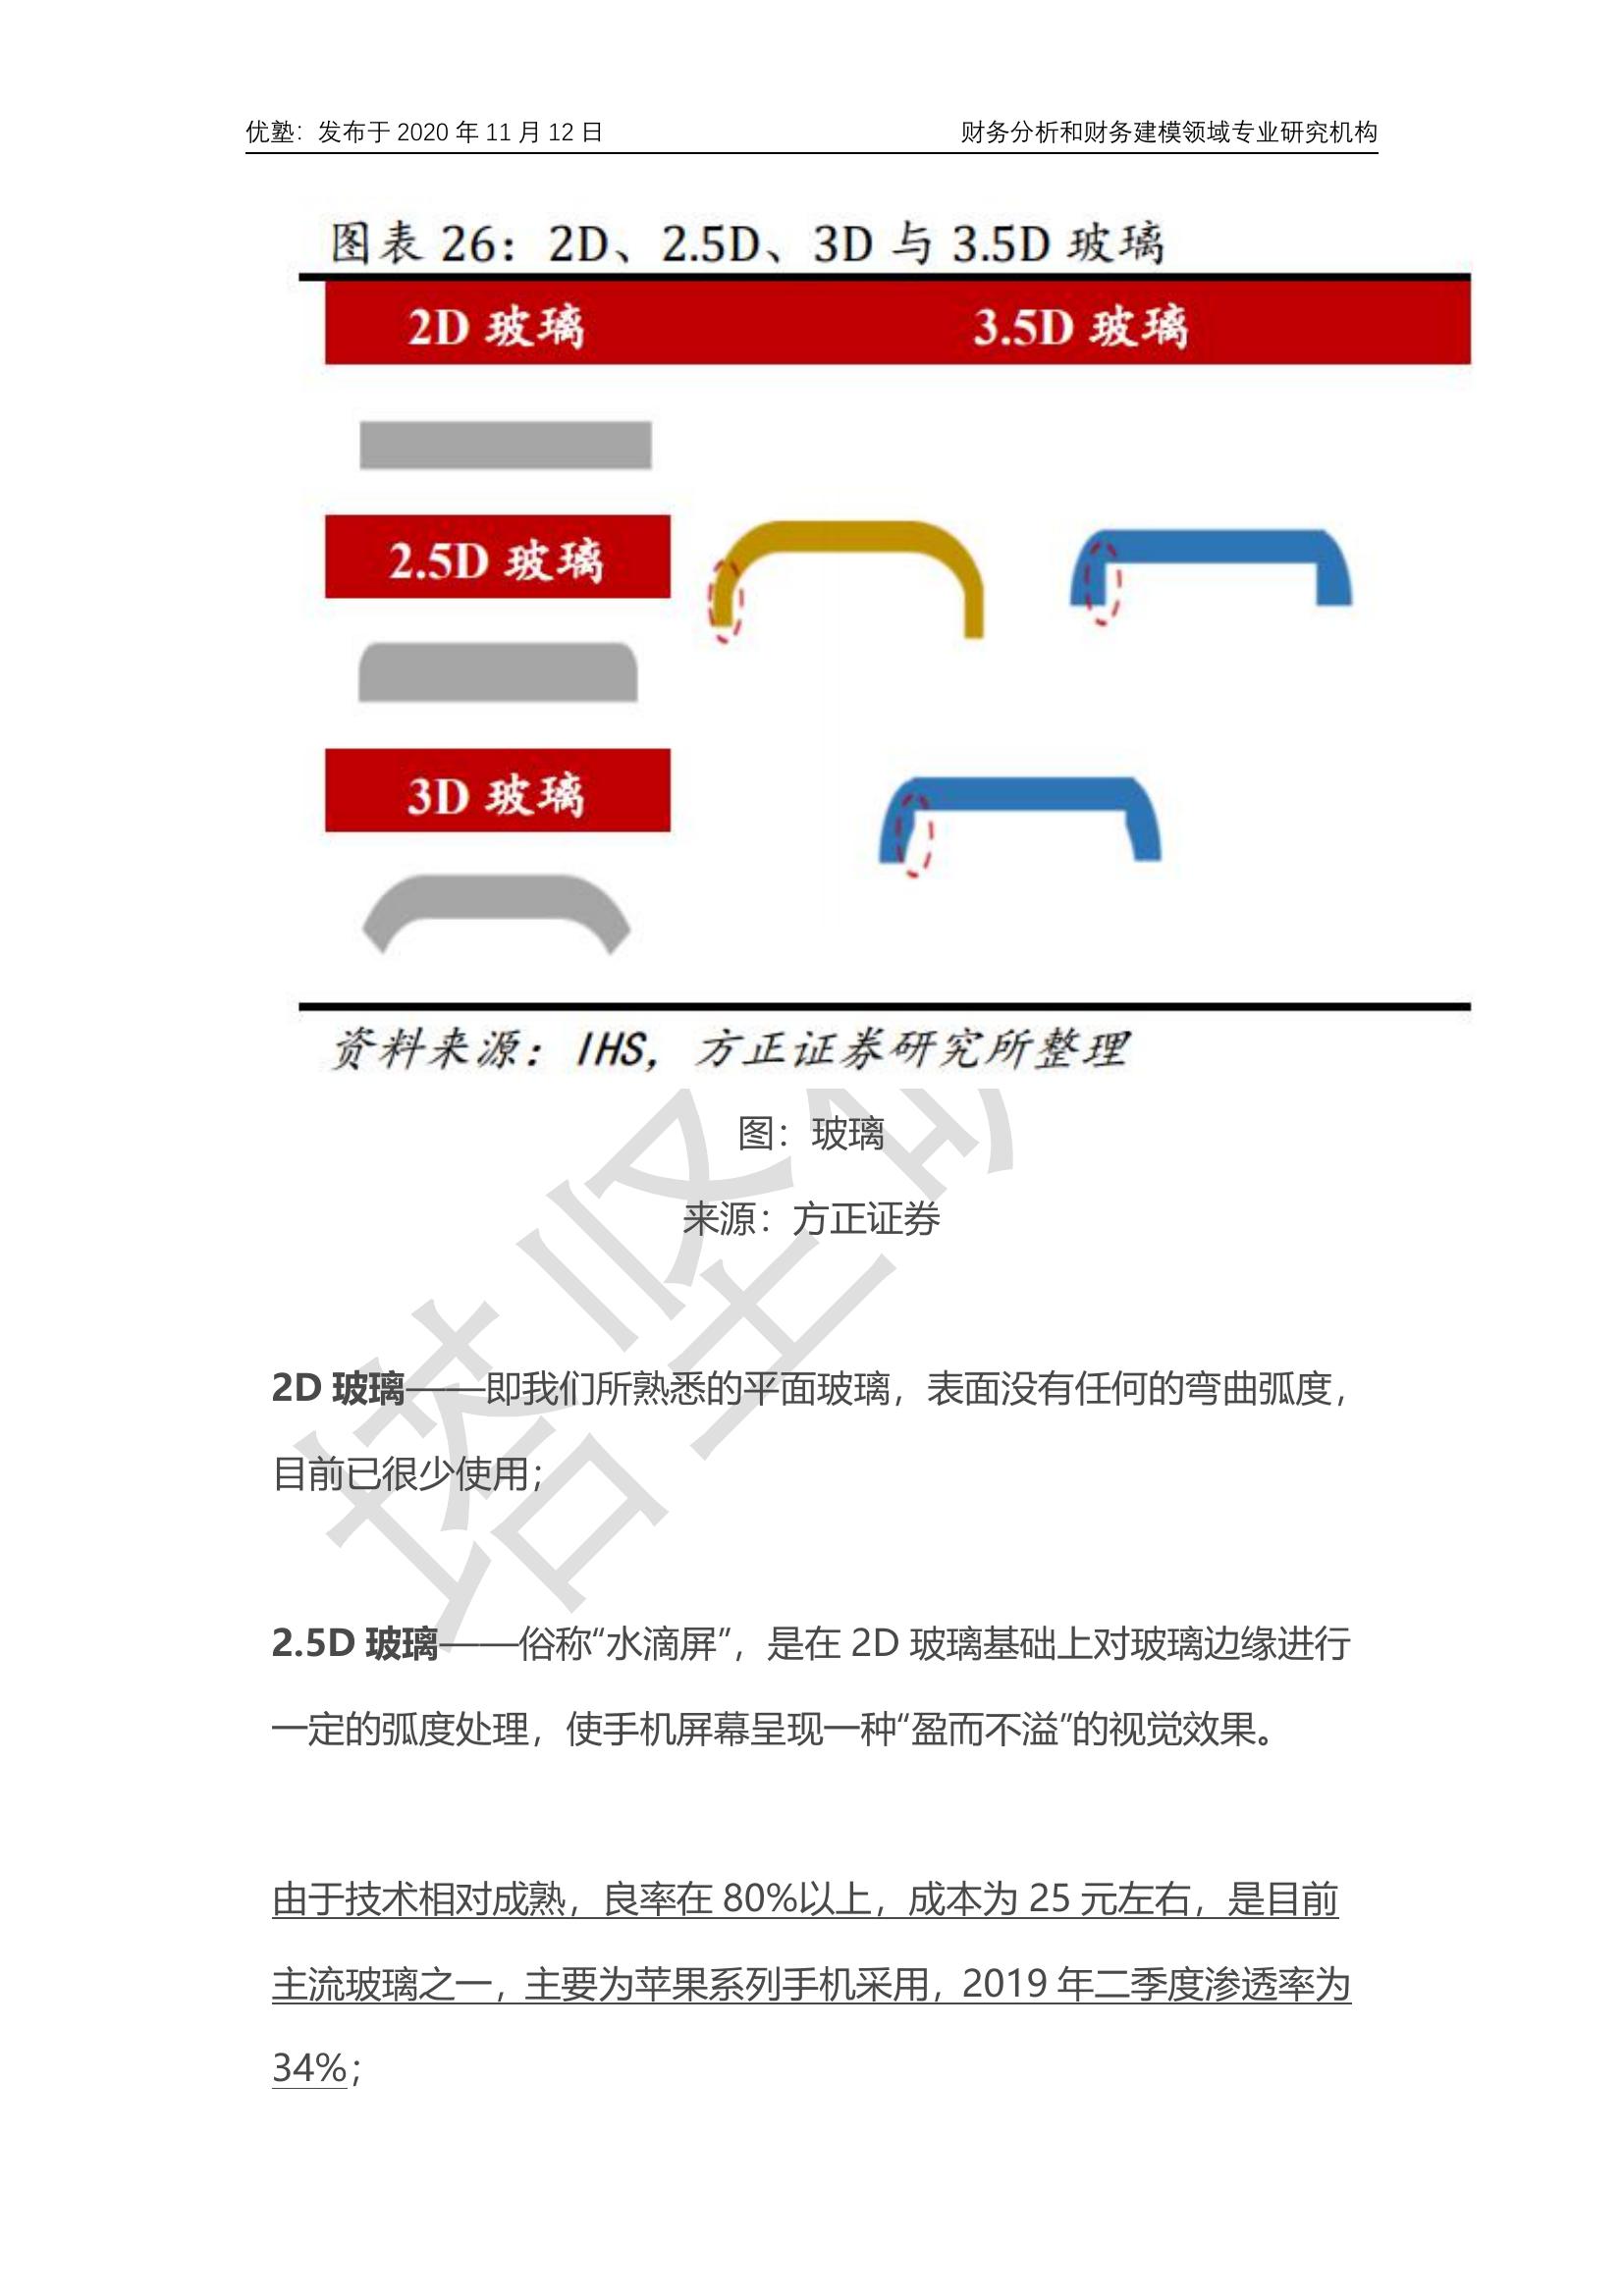 优塾：发布于 2020 年 11 月 12 日
财务分析和财务建模领域专业研究机构
图表 26：2D、2.5D、3D 与 3.5D 玻璃
2D 玻璃
3.5D 玻璃
2.5D 玻璃
3D 玻璃
资料来源：IHS，方正证券研究所整理
图：玻璃
来源：方正证券
2D 玻璃——即我们所熟悉的平面玻璃，表面没有任何的弯曲弧度，
目前已很少使用；
2.5D 玻璃——俗称“水滴屏”，是在 2D 玻璃基础上对玻璃边缘进行
一定的弧度处理，使手机屏幕呈现一种“盈而不溢”的视觉效果。
由于技术相对成熟，良率在 80%以上，成本为 25 元左右，是目前
主流玻璃之一，主要为苹果系列手机采用，2019 年二季度渗透率为
34%；
塔坚